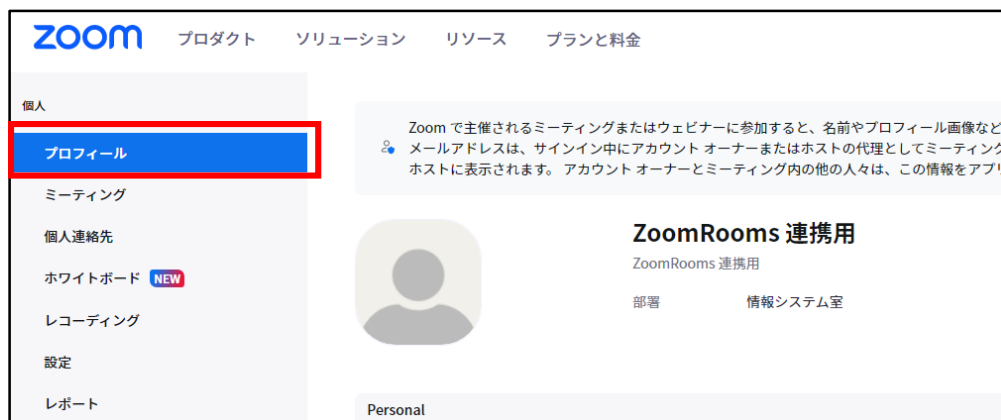 zoom プロダクト ソリューション リソース プランと料金
個人
プロフィール
ミーティング
個人連絡先
ホワイトボード NEW
レコーディング
設定
レポート
Zoom で主催されるミーティングまたはウェビナーに参加すると、名前やプロフィール画像など
メールアドレスは、サインイン中にアカウント オーナーまたはホストの代理としてミーティング
ホストに表示されます。 アカウント オーナーとミーティング内の他の人々は、この情報をアプリ
ZoomRooms 連携用
ZoomRooms 連携用
部署 情報システム室
Personal